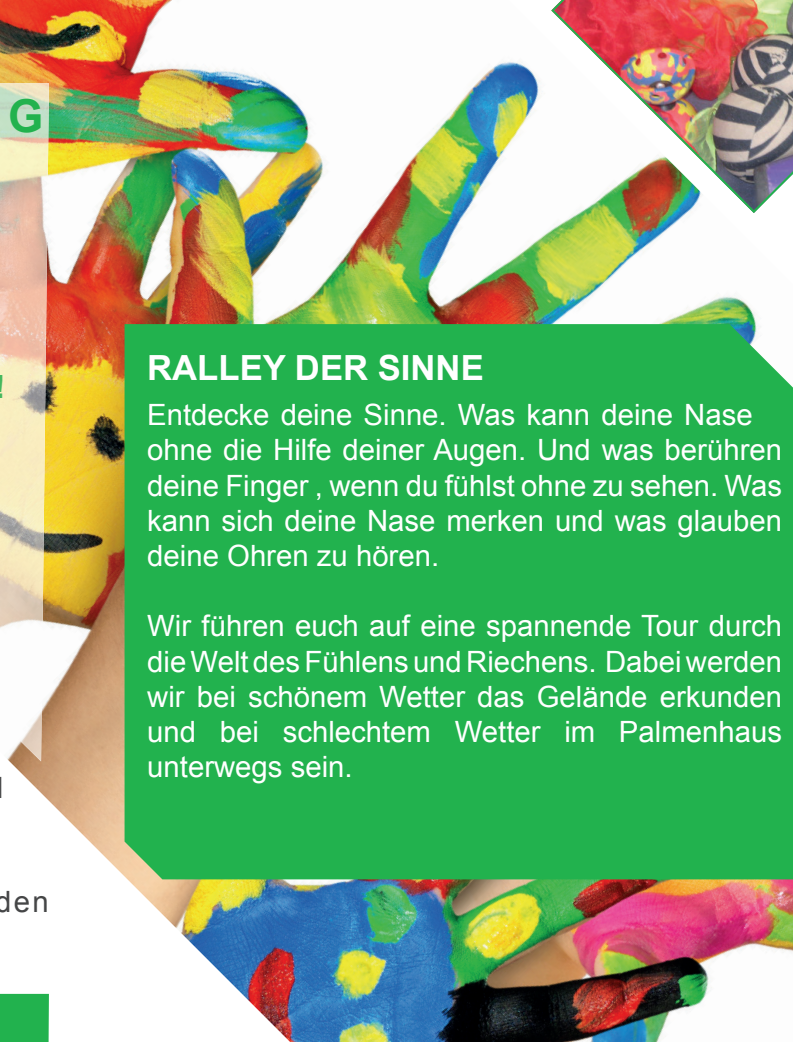 G
!
RALLEY DER SINNE
Entdecke deine Sinne. Was kann deine Nase
ohne die Hilfe deiner Augen. Und was berühren
deine Finger , wenn du fühlst ohne zu sehen. Was
kann sich deine Nase merken und was glauben
deine Ohren zu hören.
Wir führen euch auf eine spannende Tour durch
die Welt des Fühlens und Riechens. Dabei werden
wir bei schönem Wetter das Gelände erkunden
und bei schlechtem Wetter im Palmenhaus
unterwegs sein.
den